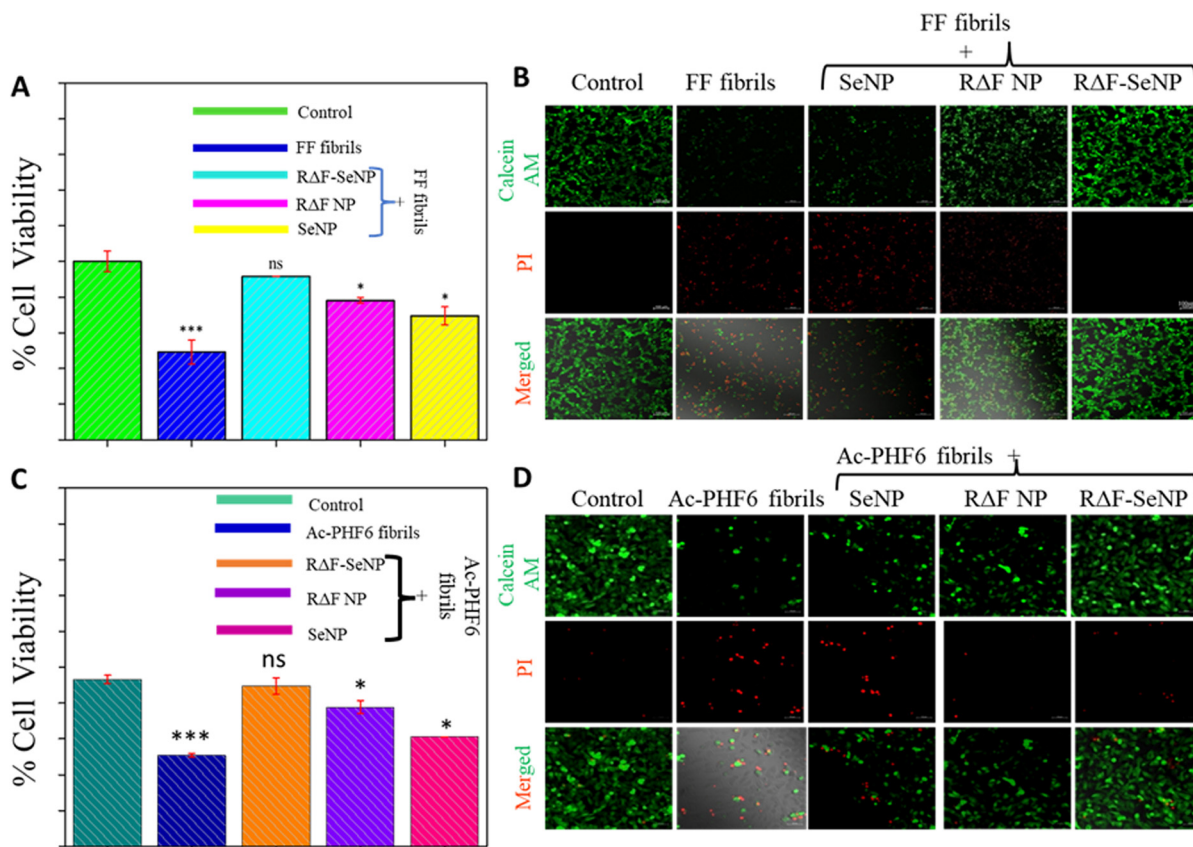 A
% Cell Viability
Control
FF fibrils
RΔF-SeNP
RΔF NP
SeNP
+
FF fibrils
***
ns
*
*
B
FF fibrils
+
Control FF fibrils SeNP RΔF NP RΔF-SeNP
Calcein
AM
PI
Merged
C
% Cell Viability
Control
Ac-PHF6 fibrils
RΔF-SeNP
RΔF NP
SeNP
+
Ac-PHF6
fibrils
***
ns
*
*
D
Ac-PHF6 fibrils +
Control Ac-PHF6 fibrils SeNP RΔF NP RΔF-SeNP
Calcein
AM
PI
Merged